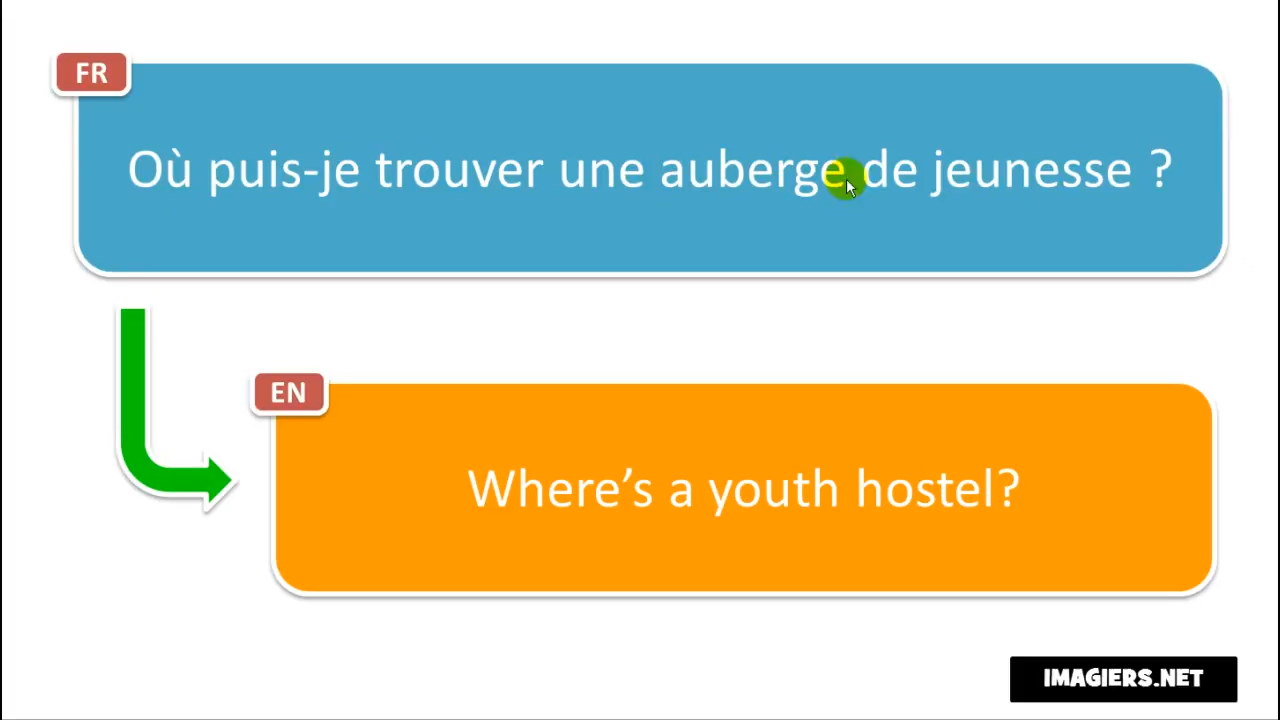 FR
Où puis-je trouver une auberge de jeunesse ?
EN
Where’s a youth hostel?
IMAGIERS.NET